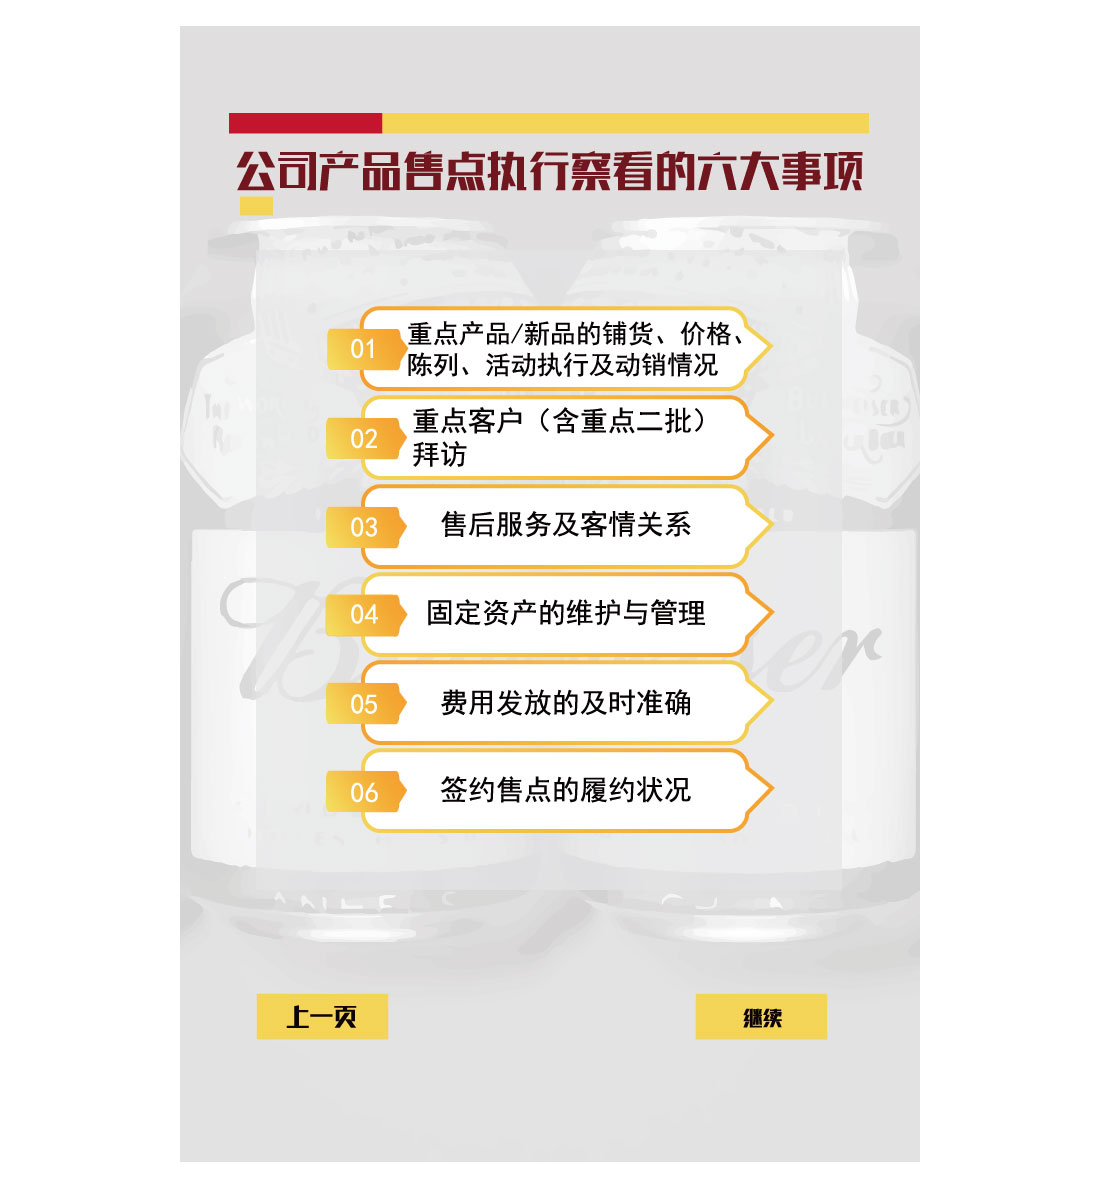 公司产品售点执行察看的六大事项
01
重点产品/新品的铺货、价格、
陈列、活动执行及动销情况
02
重点客户（含重点二批）
拜访
03
售后服务及客情关系
04
固定资产的维护与管理
05
费用发放的及时准确
06
签约售点的履约状况
上一页
继续